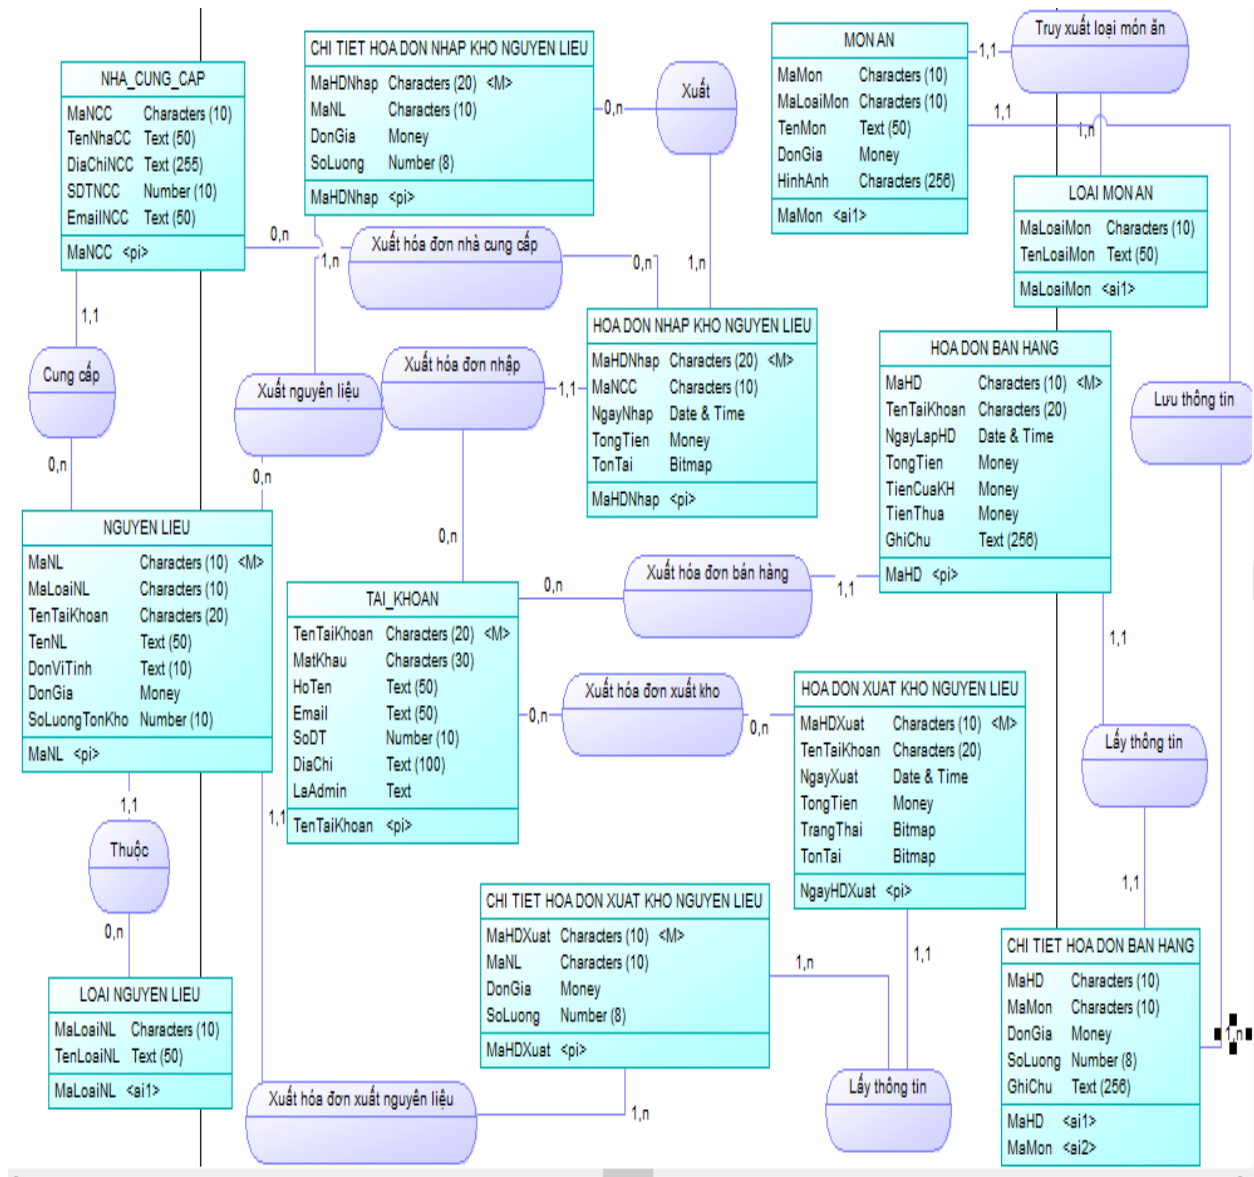 NHA_CUNG_CAP
MaNCC Characters (10)
TenNhaCC Text (50)
DiaChiNCC Text (255)
SDTNCC Number (10)
EmailNCC Text (50)
MaNCC <pi>
CHI TIET HOA DON NHAP KHO NGUYEN LIEU
MaHDNhap Characters (20) <M>
MaNL Characters (10)
DonGia Money
SoLuong Number (8)
MaHDNhap <pi>
0,n
Xuất
1,n
MON AN
MaMon Characters (10)
MaLoaiMon Characters (10)
TenMon Text (50)
DonGia Money
HinhAnh Characters (256)
MaMon <ai1>
1,1
Truy xuất loại món ăn
1,1
1,n
LOAI MON AN
MaLoaiMon Characters (10)
TenLoaiMon Text (50)
MaLoaiMon <ai1>
0,n
1,n
Xuất hóa đơn nhà cung cấp
0,n
1,1
Cung cấp
0,n
Xuất nguyên liệu
0,n
Xuất hóa đơn nhập
1,1
0,n
HOA DON NHAP KHO NGUYEN LIEU
MaHDNhap Characters (20) <M>
MaNCC Characters (10)
NgayNhap Date & Time
TongTien Money
TonTai Bitmap
MaHDNhap <pi>
HOA DON BAN HANG
MaHD Characters (10) <M>
TenTaiKhoan Characters (20)
NgayLapHD Date & Time
TongTien Money
TienCuaKH Money
TienThua Money
GhiChu Text (256)
MaHD <pi>
Lưu thông tin
NGUYEN LIEU
MaNL Characters (10) <M>
MaLoaiNL Characters (10)
TenTaiKhoan Characters (20)
TenNL Text (50)
DonViTinh Text (10)
DonGia Money
SoLuongTonKho Number (10)
MaNL <pi>
TAI_KHOAN
TenTaiKhoan Characters (20) <M>
MatKhau Characters (30)
HoTen Text (50)
Email Text (50)
SoDT Number (10)
DiaChi Text (100)
LaAdmin Text
TenTaiKhoan <pi>
0,n
Xuất hóa đơn bán hàng
1,1
0,n
Xuất hóa đơn xuất kho
0,n
HOA DON XUAT KHO NGUYEN LIEU
MaHDXuat Characters (10) <M>
TenTaiKhoan Characters (20)
NgayXuat Date & Time
TongTien Money
TrangThai Bitmap
TonTai Bitmap
NgayHDXuat <pi>
1,1
Lấy thông tin
1,1
1,1
Thuộc
0,n
1,1
LOAI NGUYEN LIEU
MaLoaiNL Characters (10)
TenLoaiNL Text (50)
MaLoaiNL <ai1>
CHI TIET HOA DON XUAT KHO NGUYEN LIEU
MaHDXuat Characters (10) <M>
MaNL Characters (10)
DonGia Money
SoLuong Number (8)
MaHDXuat <pi>
1,n
1,1
CHI TIET HOA DON BAN HANG
MaHD Characters (10)
MaMon Characters (10)
DonGia Money
SoLuong Number (8)
GhiChu Text (256)
MaHD <ai1>
MaMon <ai2>
1,n
Xuất hóa đơn xuất nguyên liệu
1,n
Lấy thông tin